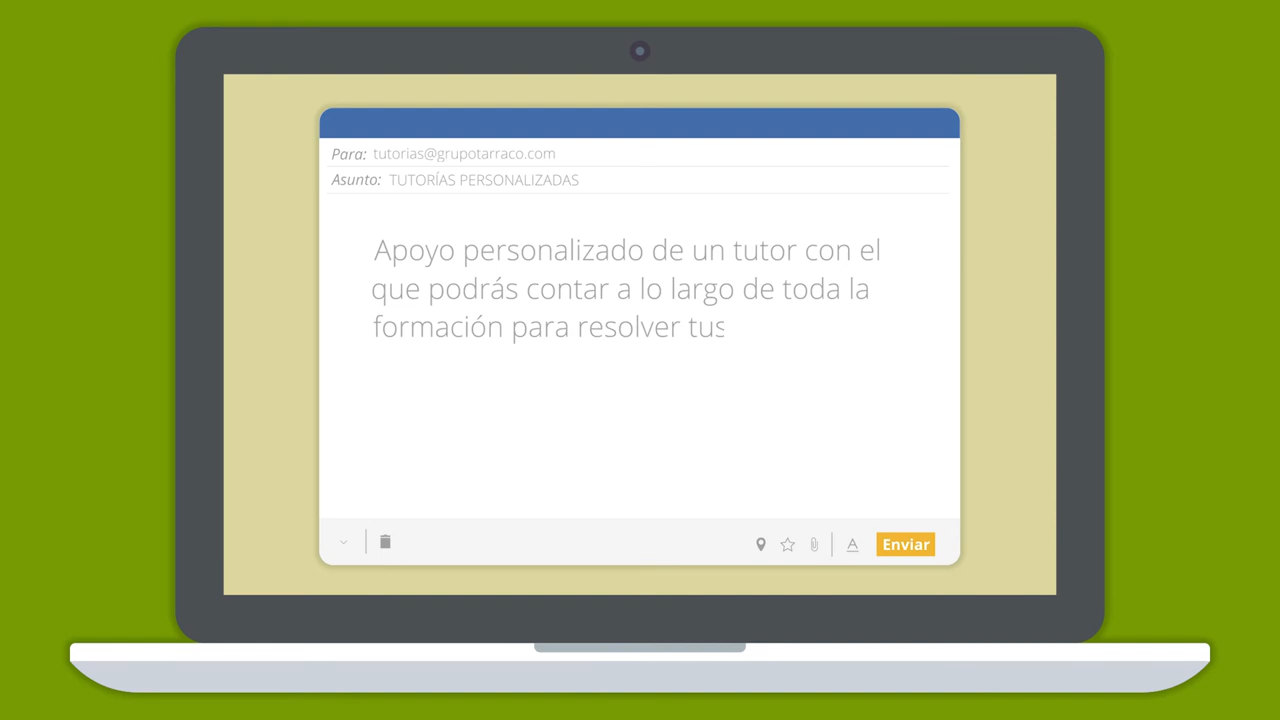 Para: tutorias@grupotarraco.com
Asunto: TUTORÍAS PERSONALIZADAS
Apoyo personalizado de un tutor con el
que podrás contar a lo largo de toda la
formación para resolver tus
A
Enviar